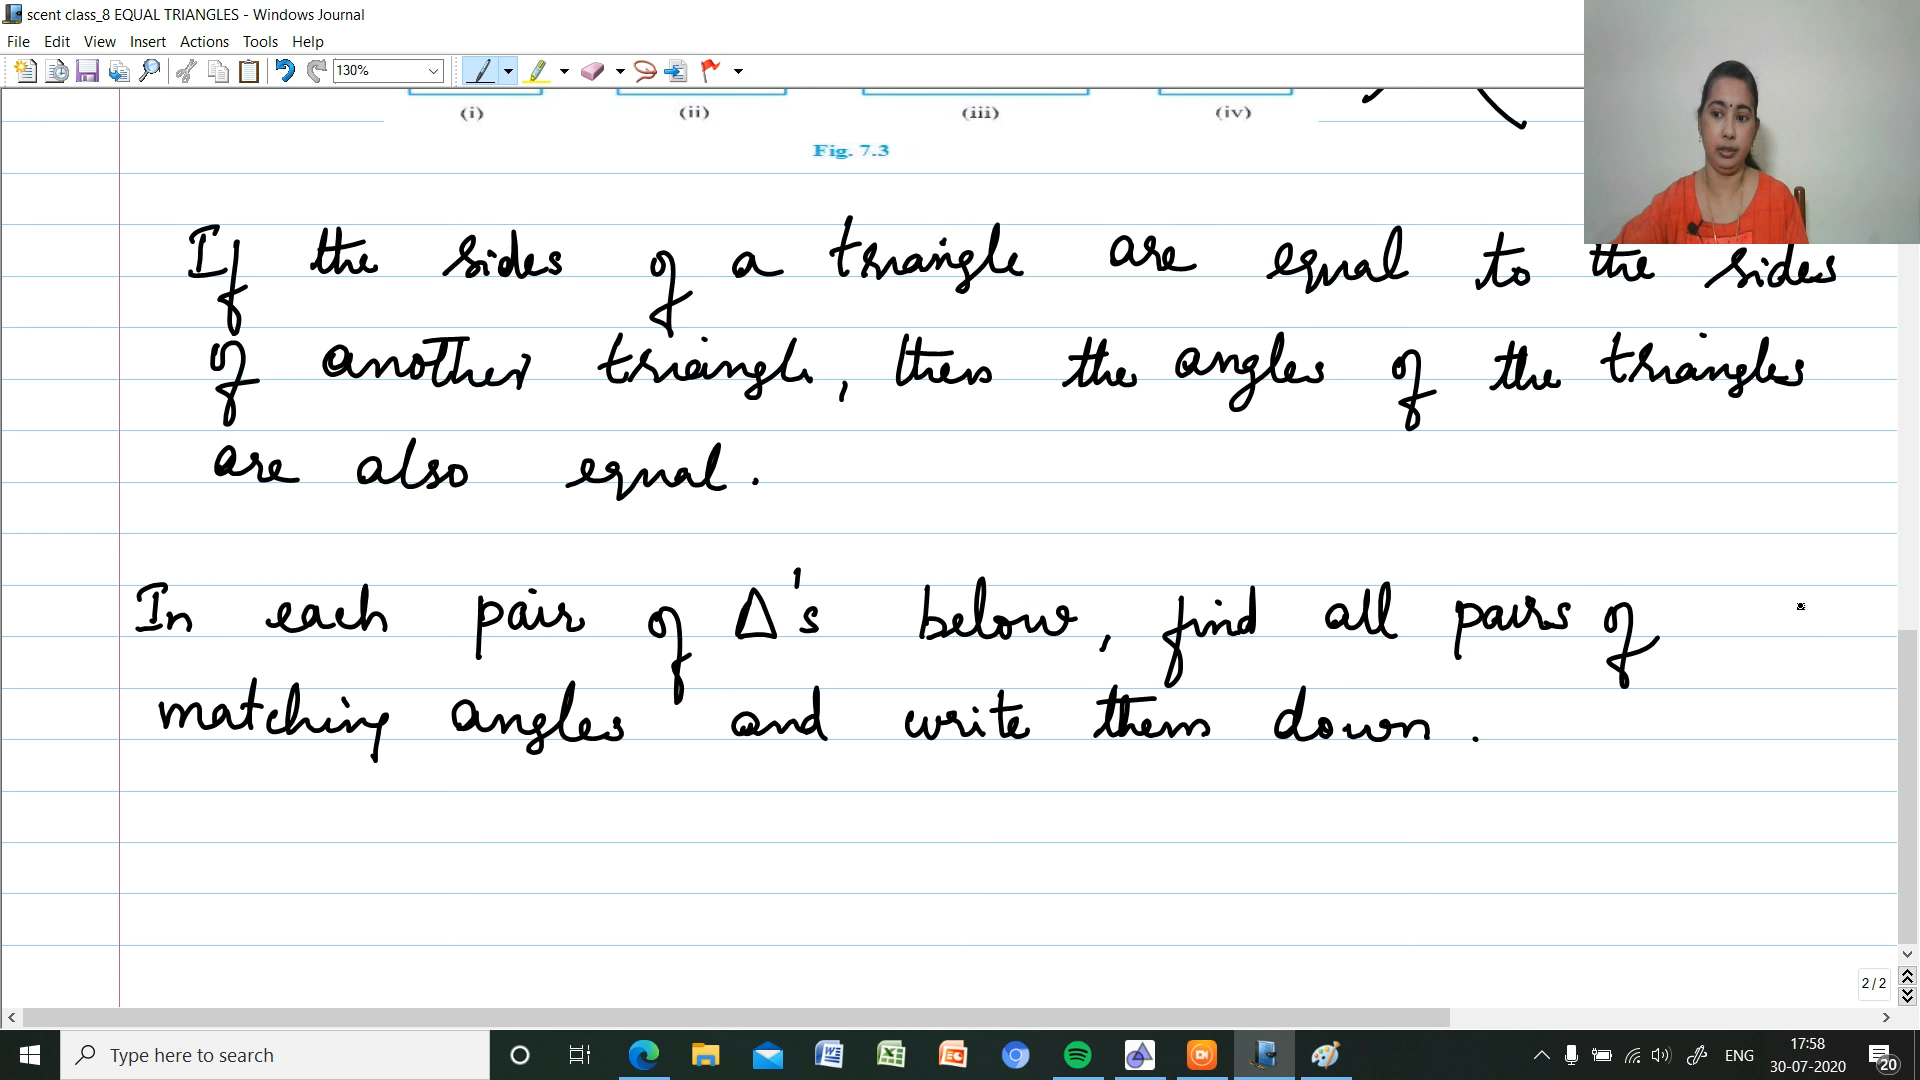 scent class_8 EQUAL TRIANGLES - Windows Journal
File Edit View Insert Actions Tools Help
130%
(i) (ii) (iii) (iv)
Fig. 7.3
If the sides of a triangle are equal to the sides
of another triangle, then the angles of the triangles
are also equal.
In each pair of Δ's below, find all pairs of
matching angles and write them down.
2 / 2
Type here to search
ENG
17:58
30-07-2020
20